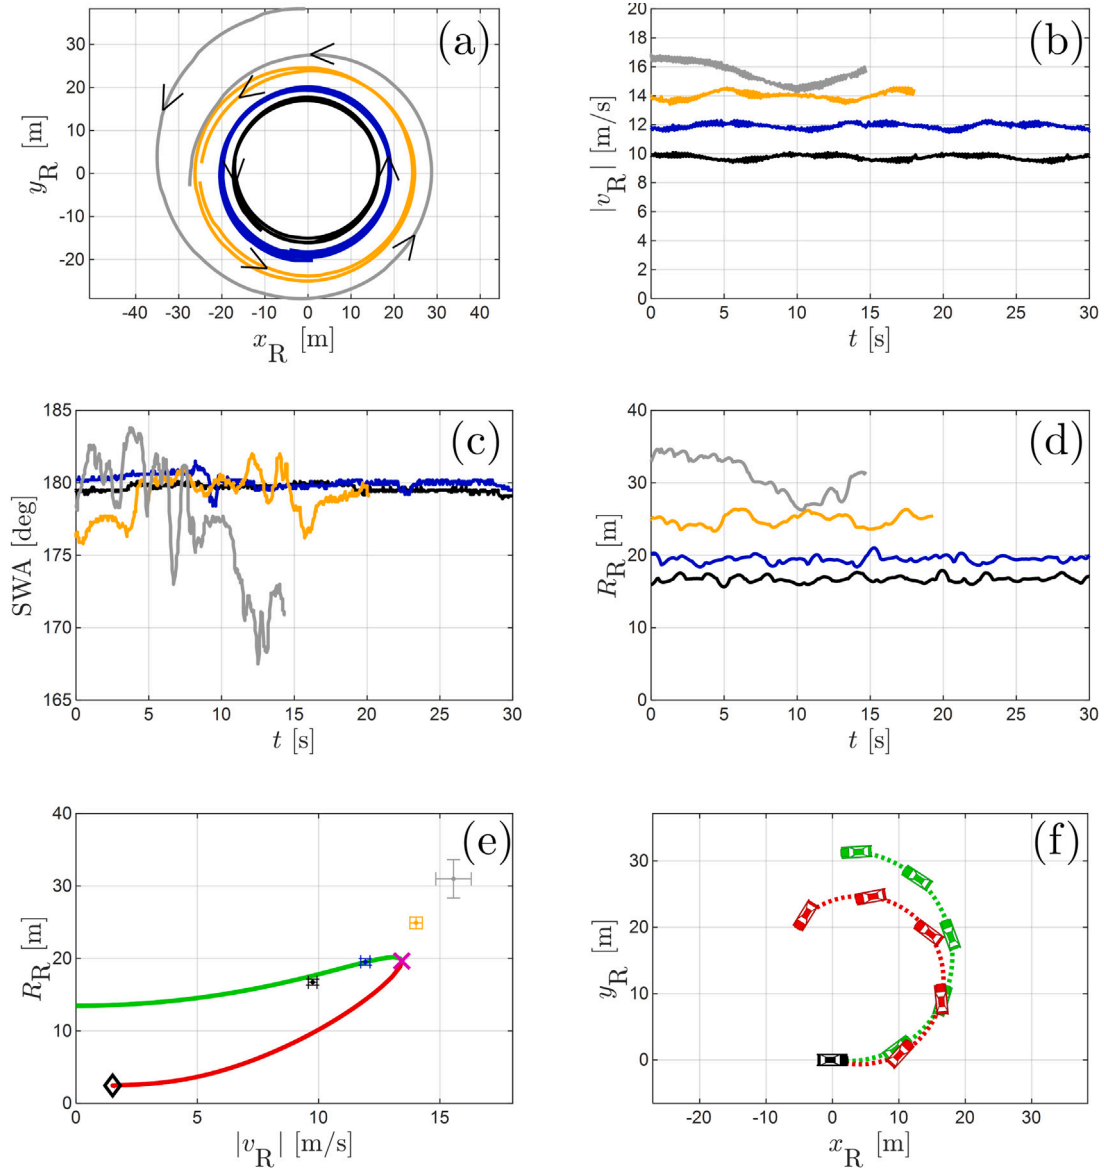 (a)
30
20
10
0
-10
-20
y_R [m]
-40 -30 -20 -10 0 10 20 30 40
x_R [m]
(b)
20
18
16
14
12
10
8
6
4
2
0
|v_R| [m/s]
0 5 10 15 20 25 30
t [s]
(c)
185
180
175
170
165
SWA [deg]
0 5 10 15 20 25 30
t [s]
(d)
40
30
20
10
0
R_R [m]
0 5 10 15 20 25 30
t [s]
(e)
40
30
20
10
0
R_R [m]
0 5 10 15
|v_R| [m/s]
(f)
30
20
10
0
y_R [m]
-20 -10 0 10 20 30
x_R [m]